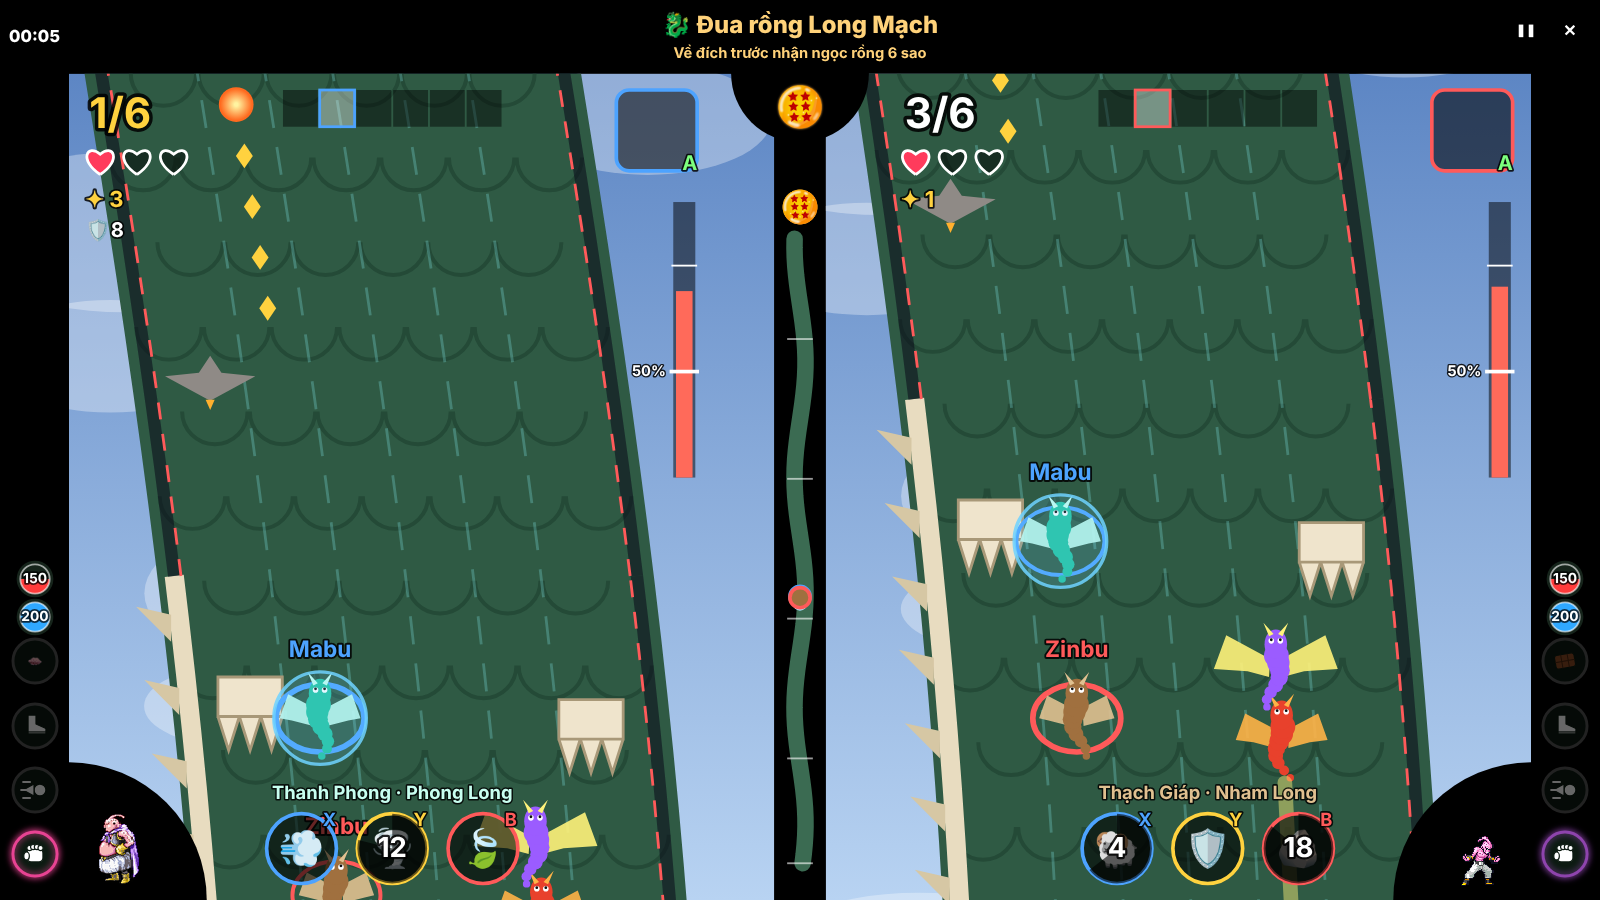 00:05
🐉 Đua rồng Long Mạch
Về đích trước nhận ngọc rồng 6 sao
1/6
3
8
A
50%
Mabu
Zinbu
Thanh Phong · Phong Long
X
Y
12
B
150
200
3/6
1
A
50%
Mabu
Zinbu
Thạch Giáp · Nham Long
4
X
Y
18
B
150
200